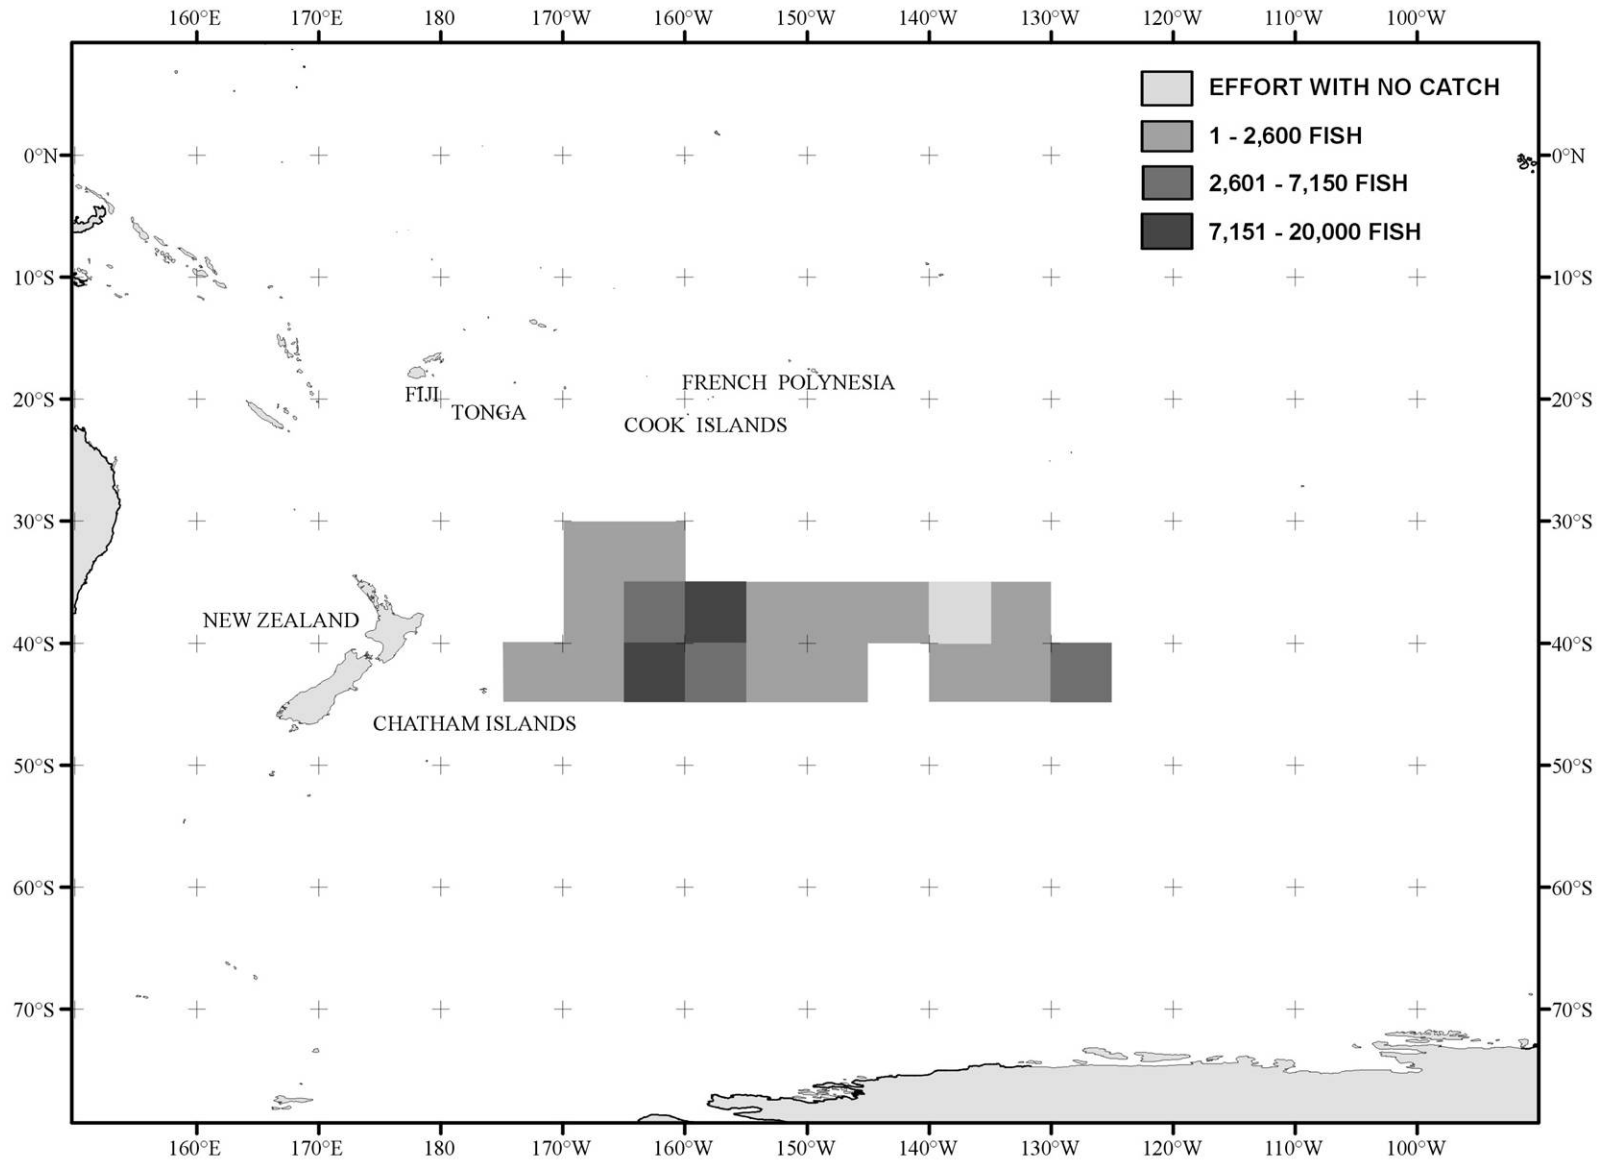 160°E 170°E 180 170°W 160°W 150°W 140°W 130°W 120°W 110°W 100°W
EFFORT WITH NO CATCH
1 - 2,600 FISH
0°N 0°N
2,601 - 7,150 FISH
7,151 - 20,000 FISH
10°S 10°S
FRENCH POLYNESIA
FIJI
20°S 20°S
TONGA
COOK ISLANDS
30°S 30°S
NEW ZEALAND
40°S 40°S
CHATHAM ISLANDS
50°S 50°S
60°S 60°S
70°S 70°S
160°E 170°E 180 170°W 160°W 150°W 140°W 130°W 120°W 110°W 100°W